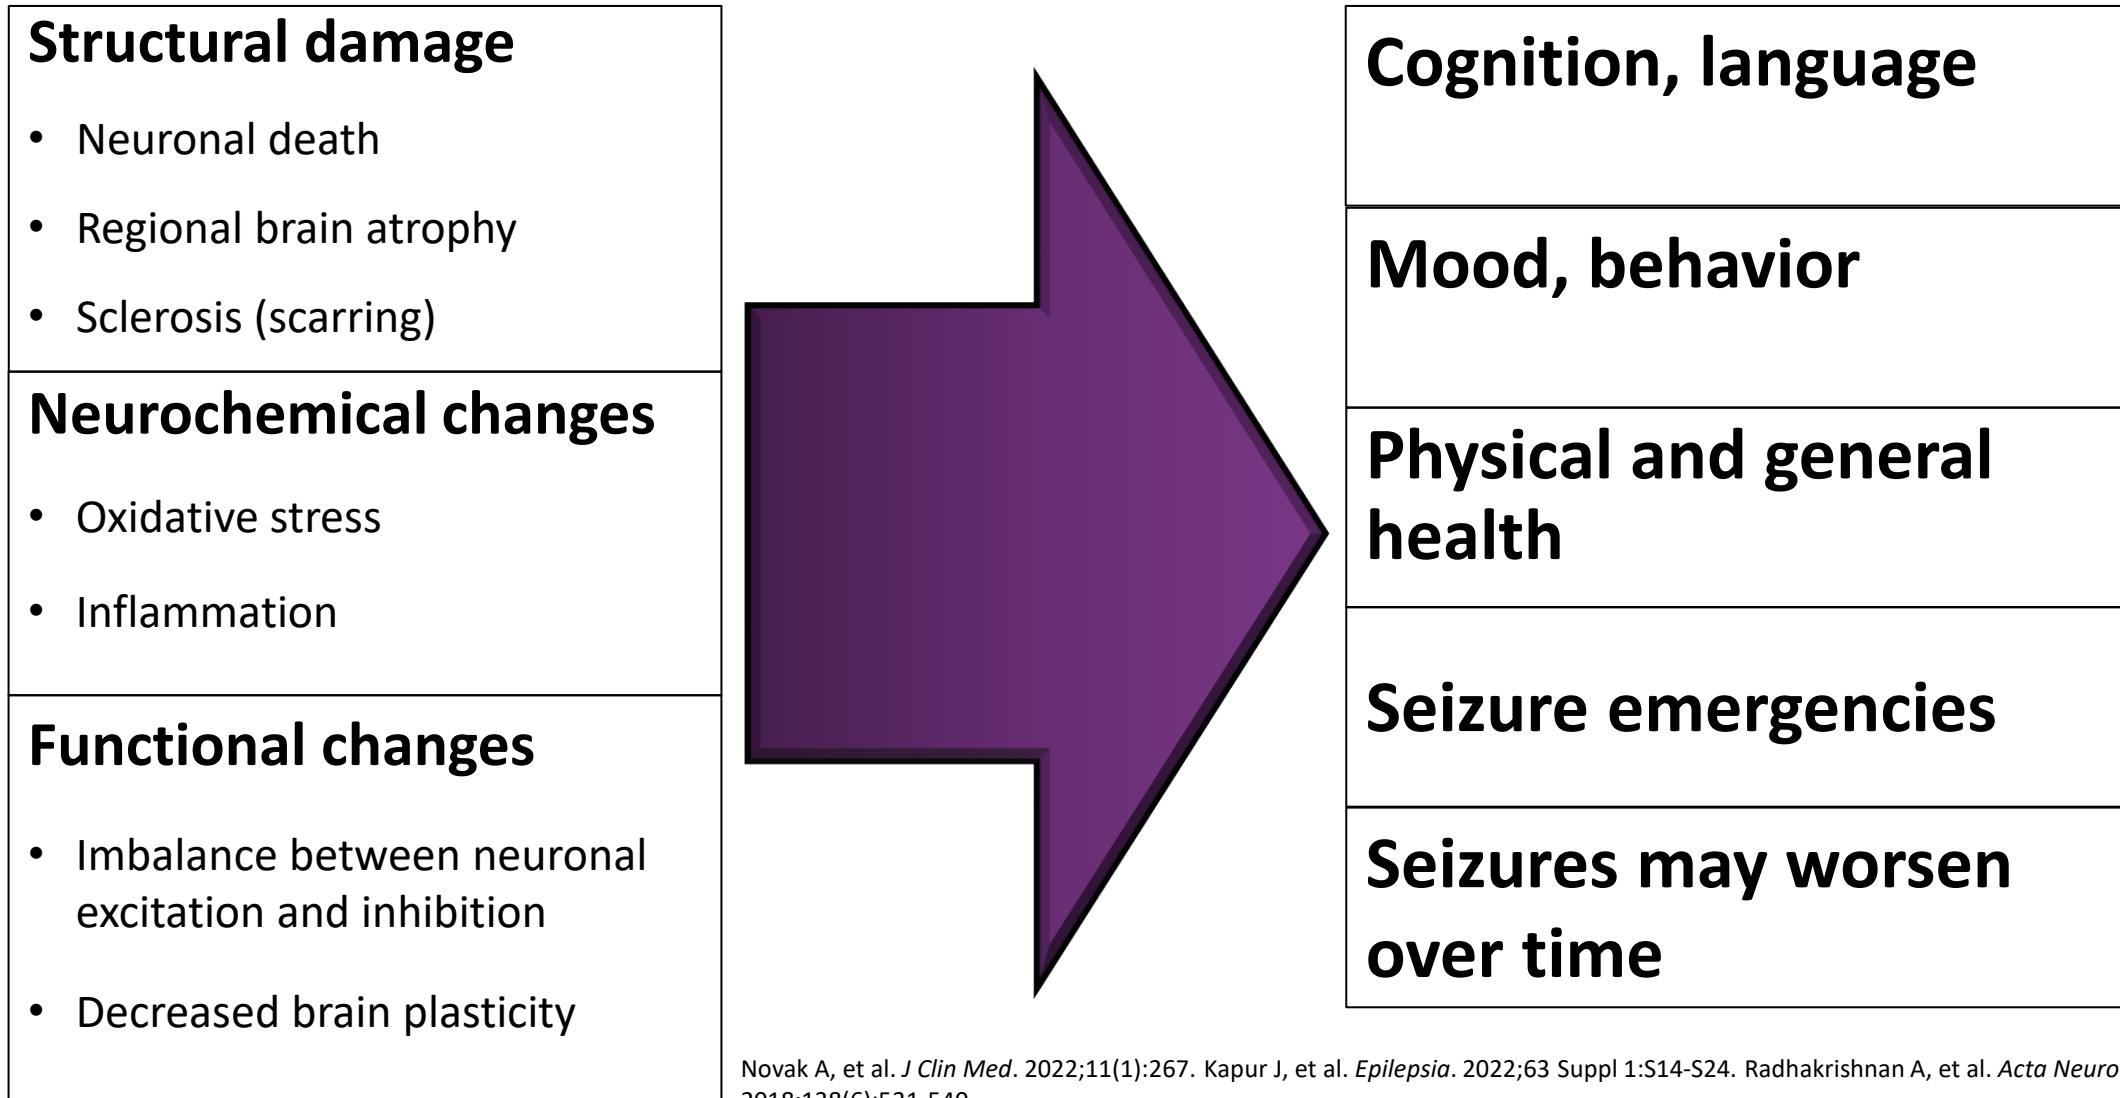 Structural damage
• Neuronal death
• Regional brain atrophy
• Sclerosis (scarring)
Neurochemical changes
• Oxidative stress
• Inflammation
Functional changes
• Imbalance between neuronal
excitation and inhibition
• Decreased brain plasticity
Cognition, language
Mood, behavior
Physical and general
health
Seizure emergencies
Seizures may worsen
over time
Novak A, et al. J Clin Med. 2022;11(1):267. Kapur J, et al. Epilepsia. 2022;63 Suppl 1:S14-S24. Radhakrishnan A, et al. Acta Neuro